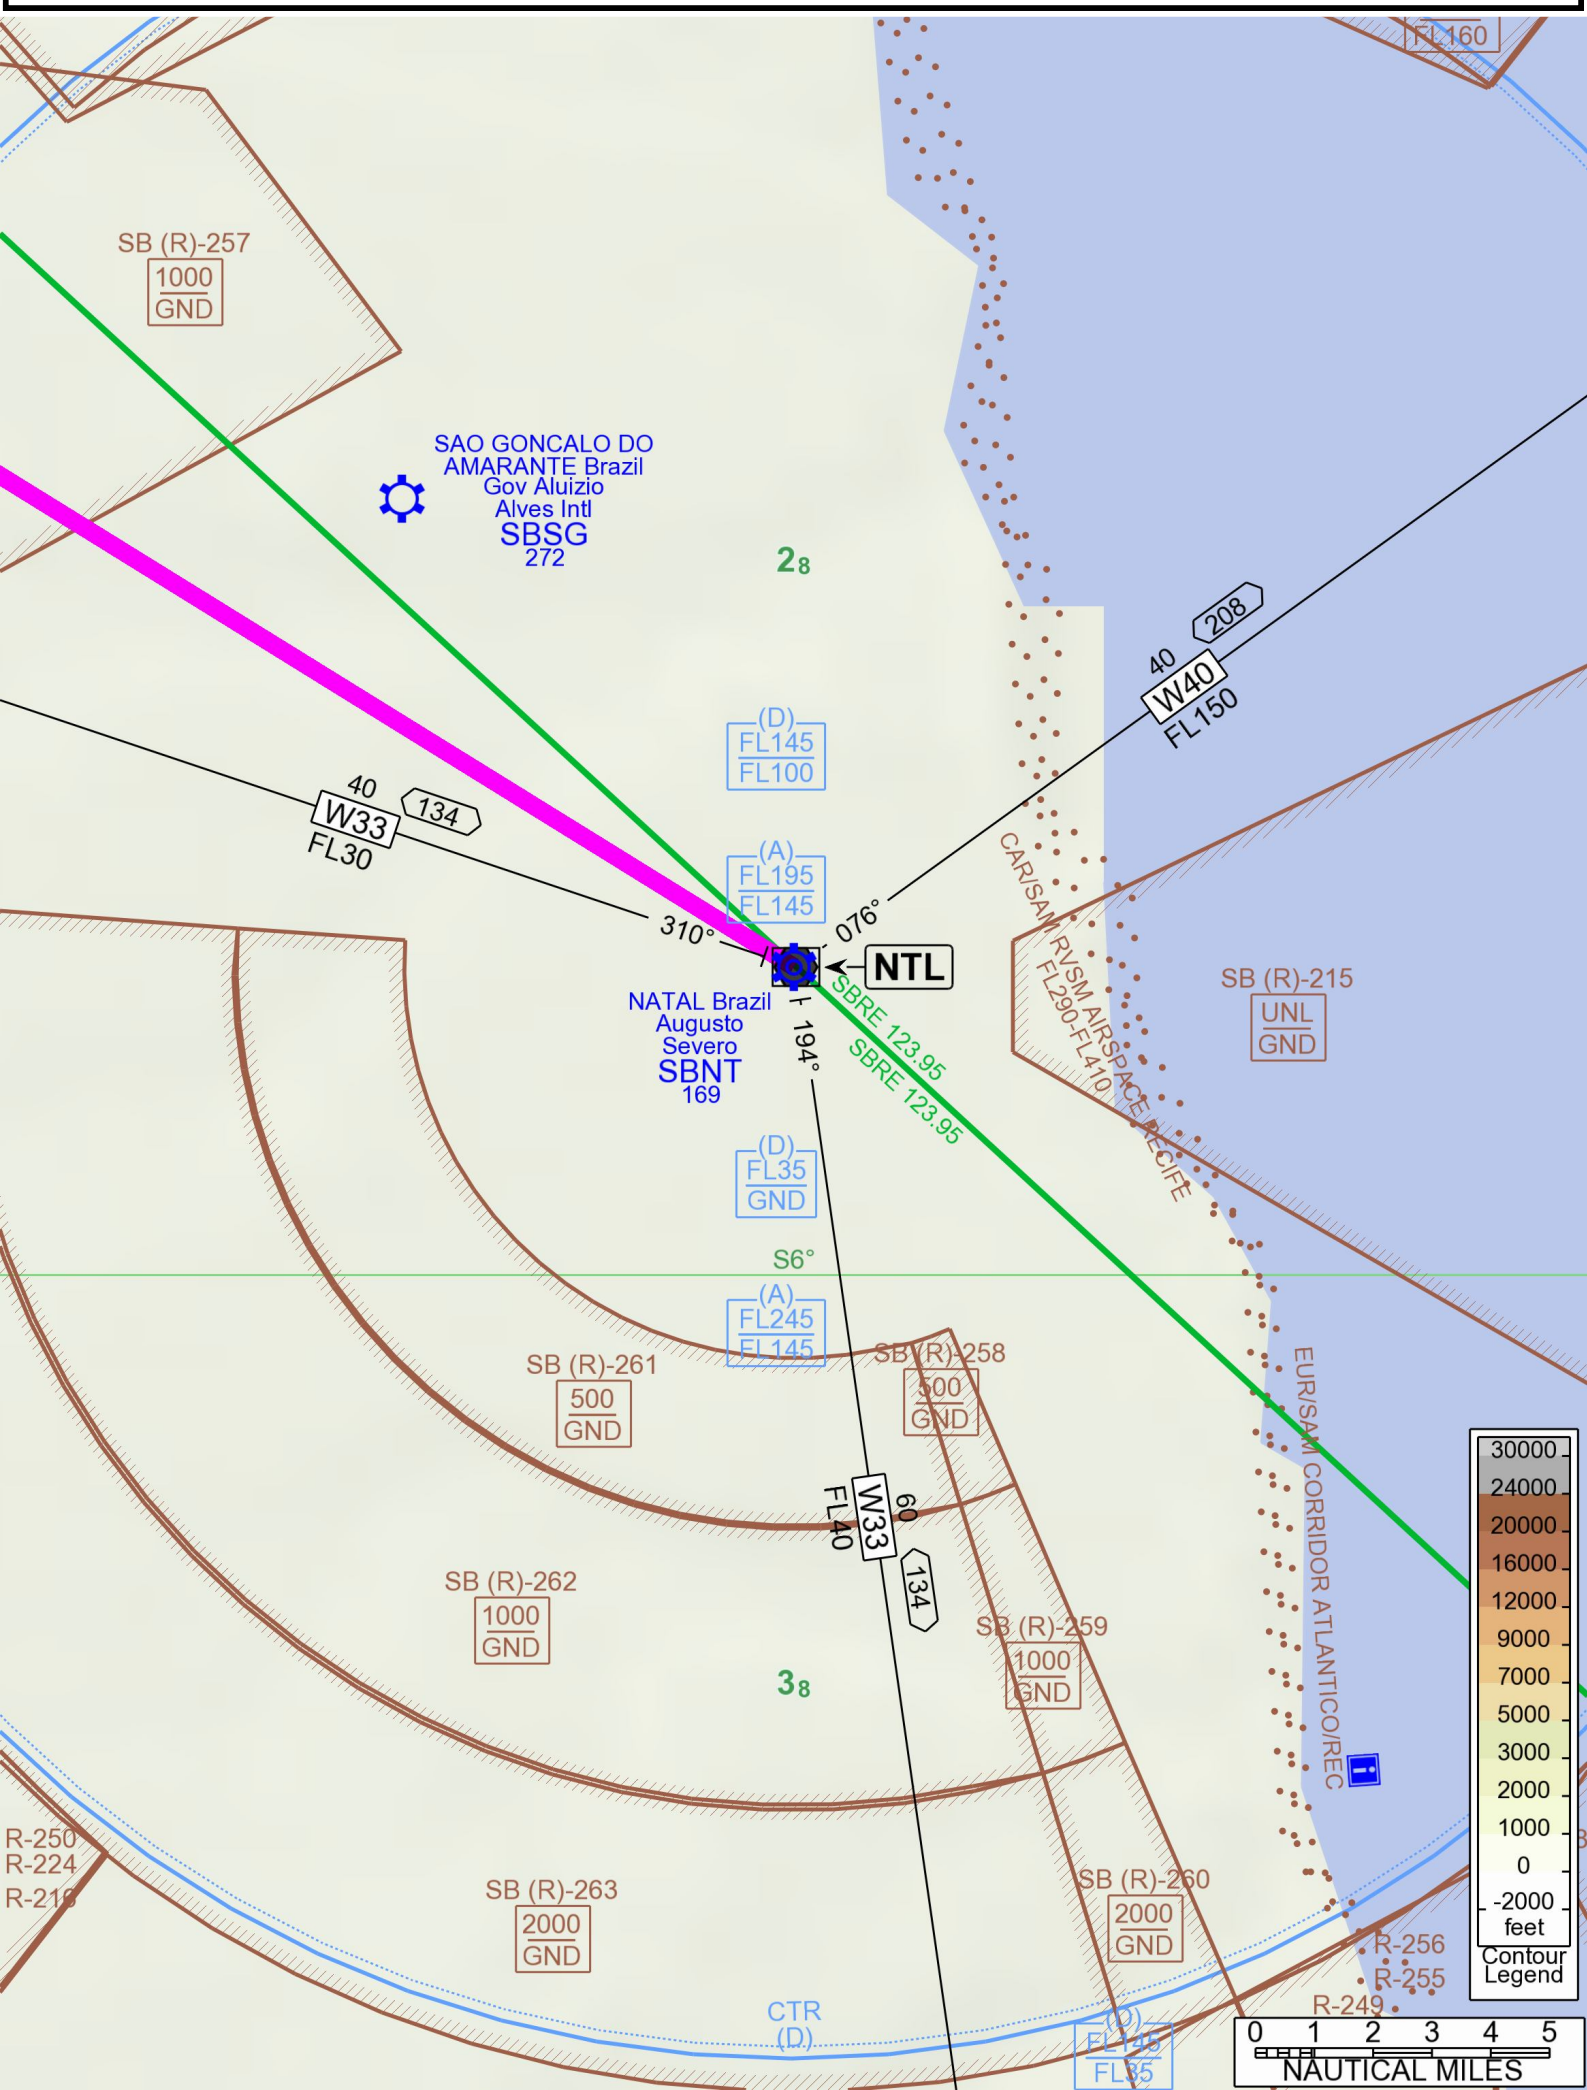 FL160
SB (R)-257
1000
GND
SAO GONCALO DO
AMARANTE Brazil
Gov Aluizio
Alves Intl
SBSG
272
28
208
40
W40
FL150
(D)
FL145
FL100
40
134
W33
FL30
(A)
FL195
FL145
310°
076°
NTL
CAR/SAM RVSM AIRSPACE RECIFE
FL290-FL410
SB (R)-215
UNL
GND
NATAL Brazil
Augusto
Severo
SBNT
169
194°
SBRE 123.95
SBRE 123.95
(D)
FL35
GND
S6°
(A)
FL245
FL145
SB (R)-261
500
GND
SB (R)-258
500
GND
EUR/SAM CORRIDOR ATLANTICO/REC
W33
60
FL40
134
SB (R)-262
1000
GND
SB (R)-259
1000
GND
38
i
30000
24000
20000
16000
12000
9000
7000
5000
3000
2000
1000
0
-2000
feet
Contour
Legend
R-250
R-224
R-216
SB (R)-263
2000
GND
SB (R)-260
2000
GND
R-256
R-255
R-249
CTR
(D)
(D)
FL145
FL35
0 1 2 3 4 5
NAUTICAL MILES